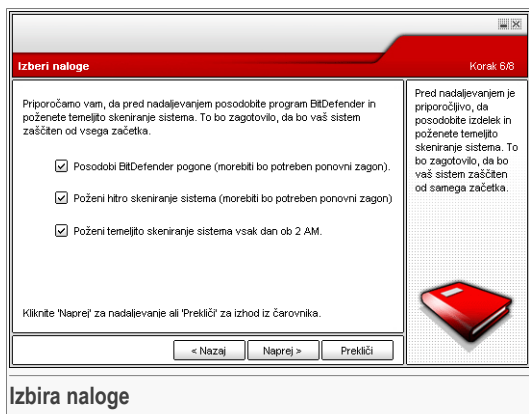 Izberi naloge
Korak 6/8
Priporočamo vam, da pred nadaljevanjem posodobite program BitDefender in
poženete temeljito skeniranje sistema. To bo zagotovilo, da bo vaš sistem
zaščiten od vsega začetka.
Posodobi BitDefender pogone (morebiti bo potreben ponovni zagon).
Poženi hitro skeniranje sistema (morebiti bo potreben ponovni zagon)
Poženi temeljito skeniranje sistema vsak dan ob 2 AM.
Kliknite 'Naprej' za nadaljevanje ali 'Prekliči' za izhod iz čarovnika.
Pred nadaljevanjem je
priporočljivo, da
posodobite izdelek in
poženete temeljito
skeniranje sistema. To
bo zagotovilo, da bo
vaš sistem zaščiten
od samega začetka.
< Nazaj
Naprej >
Prekliči
Izbira naloge